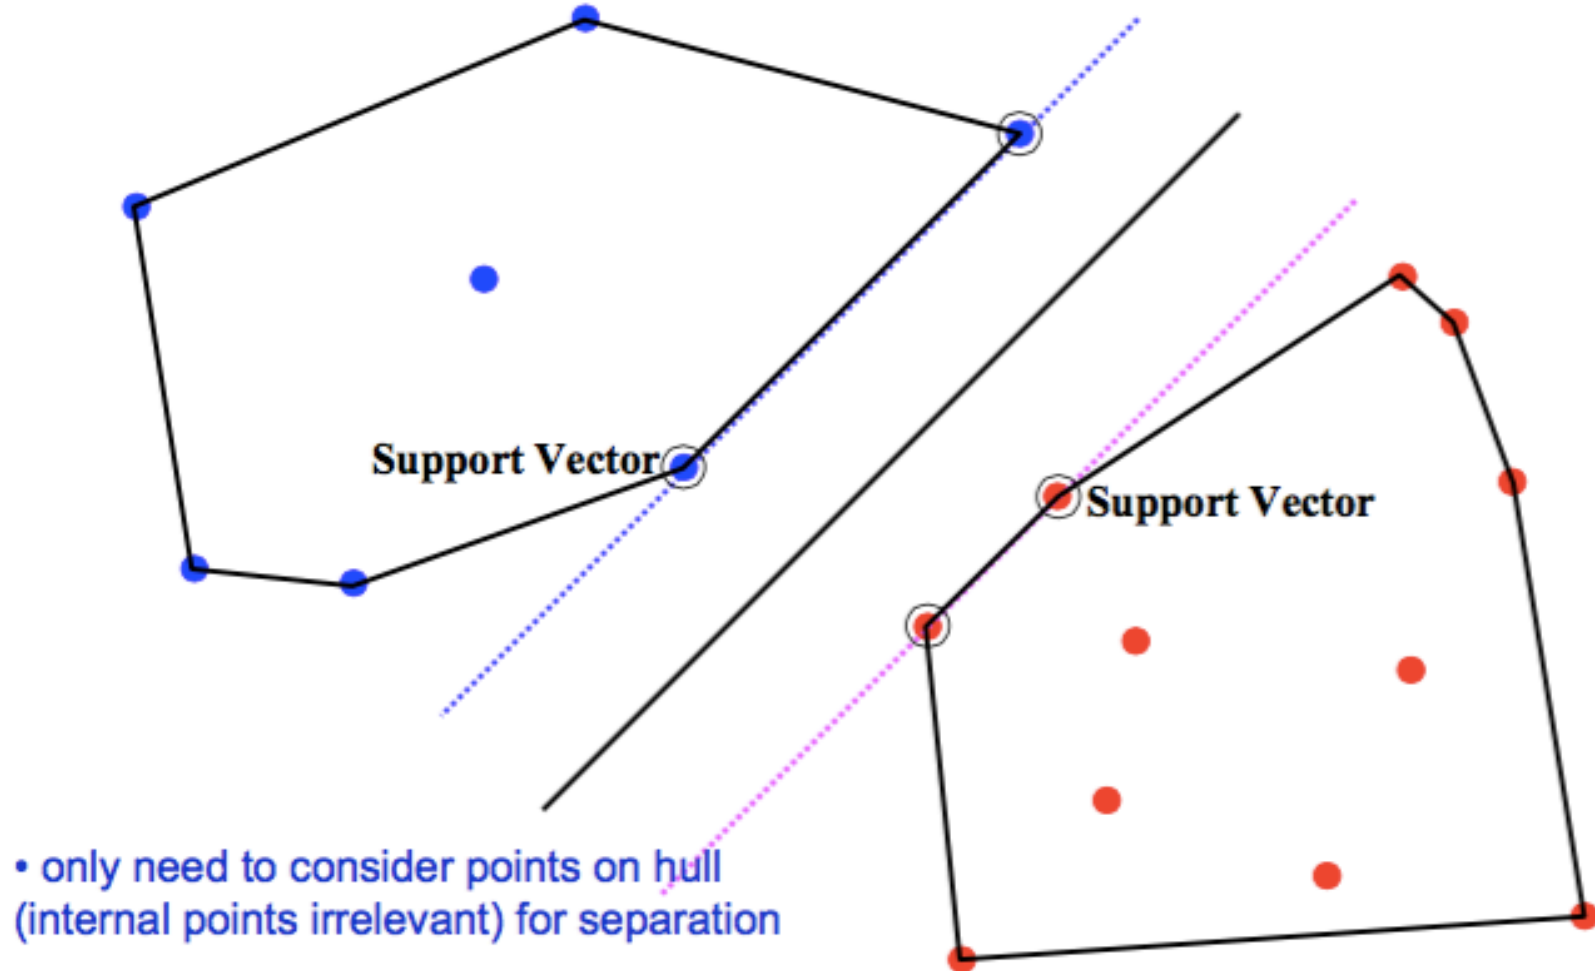 Support Vector
Support Vector
• only need to consider points on hull
(internal points irrelevant) for separation